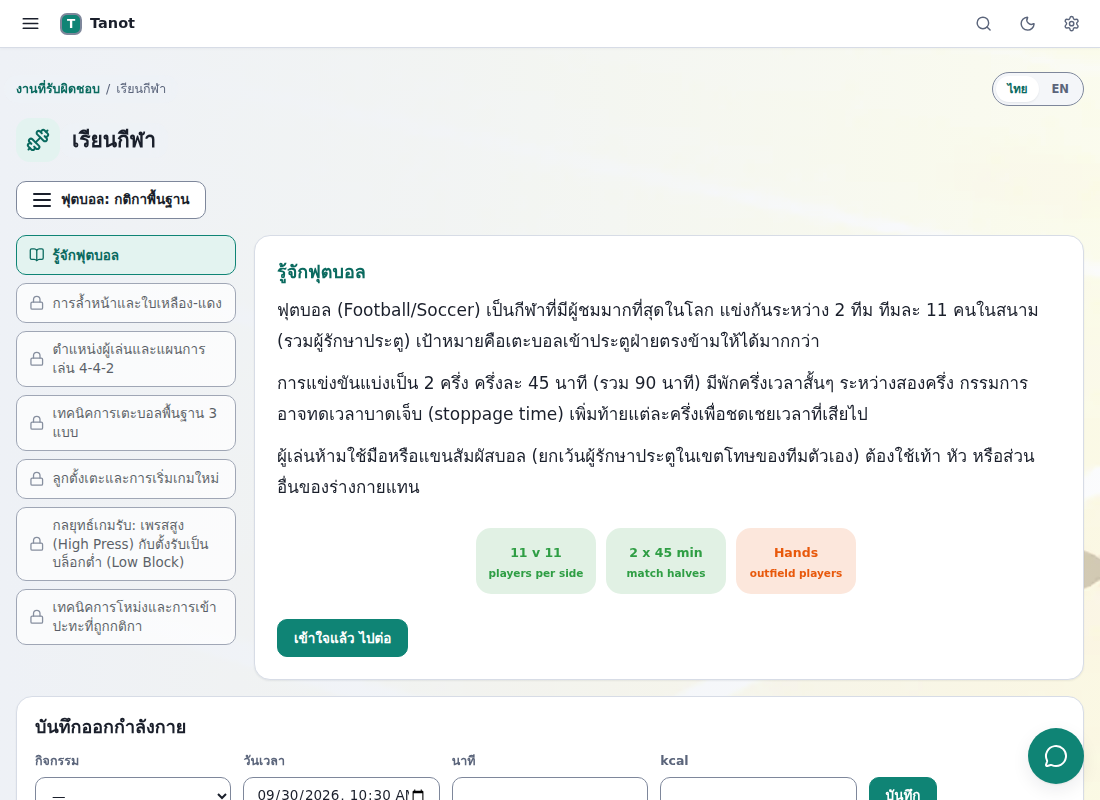 T Tanot
งานที่รับผิดชอบ / เรียนกีฬา
ไทย EN
เรียนกีฬา
ฟุตบอล: กติกาพื้นฐาน
รู้จักฟุตบอล
การล้ำหน้าและใบเหลือง-แดง
ตำแหน่งผู้เล่นและแผนการ
เล่น 4-4-2
เทคนิคการเตะบอลพื้นฐาน 3
แบบ
ลูกตั้งเตะและการเริ่มเกมใหม่
กลยุทธ์เกมรับ: เพรสสูง
(High Press) กับตั้งรับเป็น
บล็อกต่ำ (Low Block)
เทคนิคการโหม่งและการเข้า
ปะทะที่ถูกกติกา
รู้จักฟุตบอล
ฟุตบอล (Football/Soccer) เป็นกีฬาที่มีผู้ชมมากที่สุดในโลก แข่งกันระหว่าง 2 ทีม ทีมละ 11 คนในสนาม
(รวมผู้รักษาประตู) เป้าหมายคือเตะบอลเข้าประตูฝ่ายตรงข้ามให้ได้มากกว่า
การแข่งขันแบ่งเป็น 2 ครึ่ง ครึ่งละ 45 นาที (รวม 90 นาที) มีพักครึ่งเวลาสั้นๆ ระหว่างสองครึ่ง กรรมการ
อาจทดเวลาบาดเจ็บ (stoppage time) เพิ่มท้ายแต่ละครึ่งเพื่อชดเชยเวลาที่เสียไป
ผู้เล่นห้ามใช้มือหรือแขนสัมผัสบอล (ยกเว้นผู้รักษาประตูในเขตโทษของทีมตัวเอง) ต้องใช้เท้า หัว หรือส่วน
อื่นของร่างกายแทน
11 v 11
players per side
2 x 45 min
match halves
Hands
outfield players
เข้าใจแล้ว ไปต่อ
บันทึกออกกำลังกาย
กิจกรรม วันเวลา นาที kcal
— 09/30/2026, 10:30 AM บันทึก